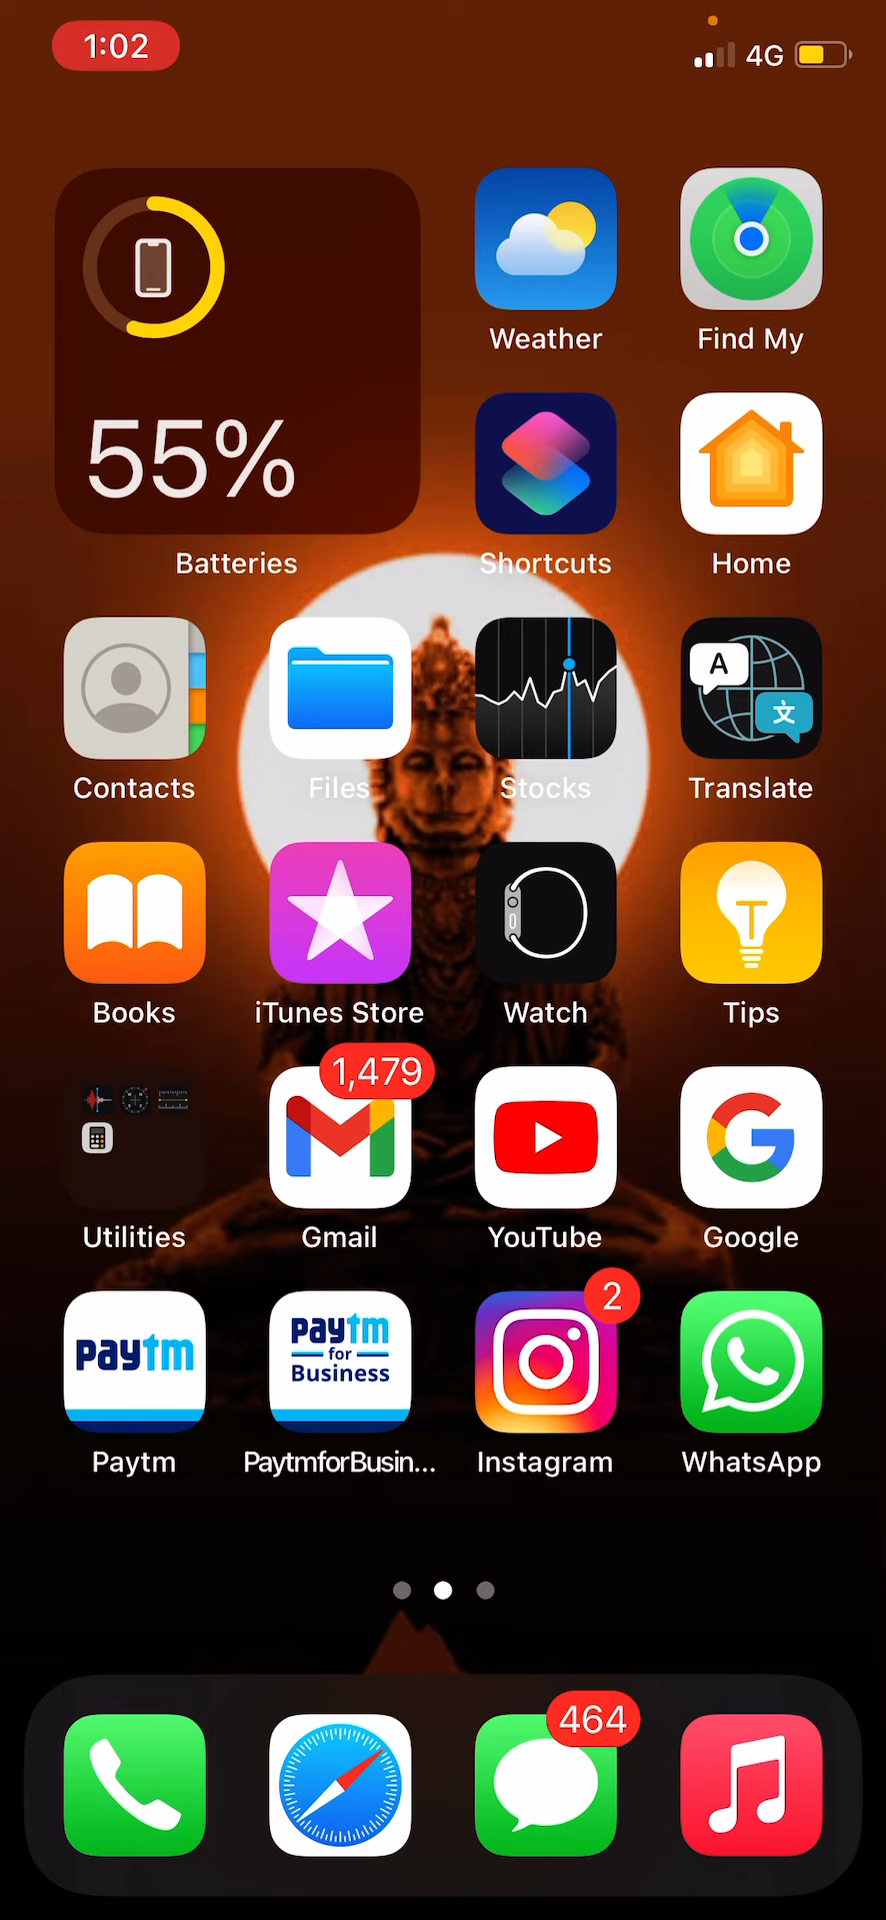 1:02
4G
55%
Batteries
Weather
Find My
Shortcuts
Home
Contacts
Files
Stocks
A
文
Translate
Books
iTunes Store
Watch
Tips
Utilities
1,479
Gmail
YouTube
G
Google
paytm
Paytm
paytm
for
Business
PaytmforBusin...
2
Instagram
WhatsApp
464